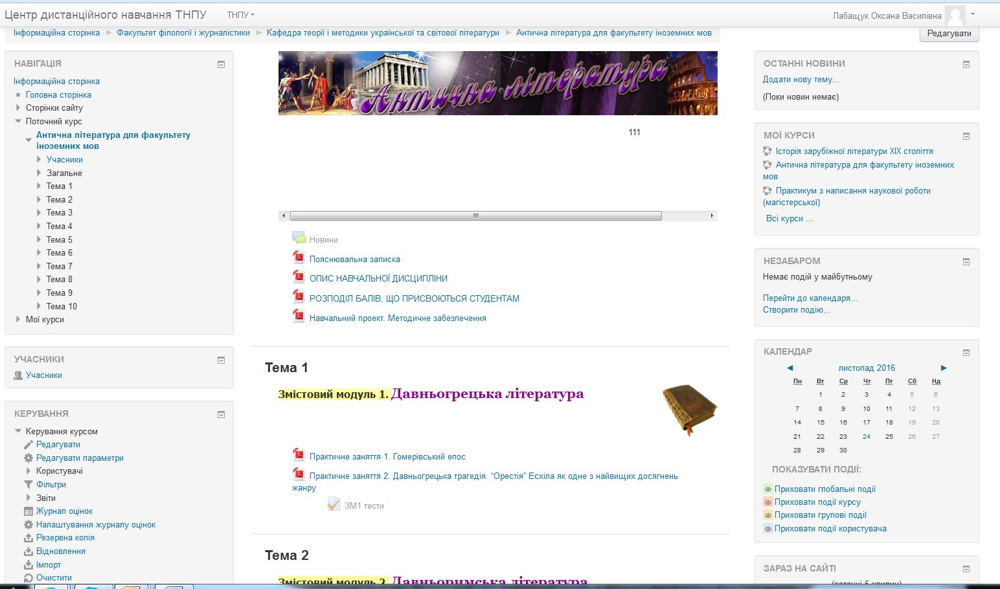 Центр дистанційного навчання ТНПУ
ТНПУ
Лабащук Оксана Василівна
Інформаційна сторінка
Факультет філології і журналістики
Кафедра теорії і методики української та світової літератури
Антична література для факультету іноземних мов
Редагувати
НАВІГАЦІЯ
Інформаційна сторінка
Головна сторінка
Сторінки сайту
Поточний курс
Антична література для факультету
іноземних мов
Учасники
Загальне
Тема 1
Тема 2
Тема 3
Тема 4
Тема 5
Тема 6
Тема 7
Тема 8
Тема 9
Тема 10
Мої курси
УЧАСНИКИ
Учасники
КЕРУВАННЯ
Керування курсом
Редагувати
Редагувати параметри
Користувачі
Фільтри
Звіти
Журнал оцінок
Налаштування журналу оцінок
Резервна копія
Відновлення
Імпорт
Очистити
Антична література
111
Новини
Пояснювальна записка
ОПИС НАВЧАЛЬНОЇ ДИСЦИПЛІНИ
РОЗПОДІЛ БАЛІВ, ЩО ПРИСВОЮТЬСЯ СТУДЕНТАМ
Навчальний проект. Методичне забезпечення
Тема 1
Змістовий модуль 1. Давньогрецька література
Практичне заняття 1. Гомерівський епос
Практичне заняття 2. Давньогрецька трагедія. “Орестія” Есхіла як одне з найвищих досягнень
жанру
ЗМ1 тести
Тема 2
Змістовий модуль 2. Давньоримська література
ОСТАННІ НОВИНИ
Додати нову тему...
(Поки новин немає)
МОЇ КУРСИ
Історія зарубіжної літератури XIX століття
Антична література для факультету іноземних
мов
Практикум з написання наукової роботи
(магістерської)
Всі курси ...
НЕЗАБАРОМ
Немає подій у майбутньому
Перейти до календаря...
Створити подію...
КАЛЕНДАР
◄ листопад 2016 ►
Пн Вт Ср Чт Пт Сб Нд
1 2 3 4 5 6
7 8 9 10 11 12 13
14 15 16 17 18 19 20
21 22 23 24 25 26 27
28 29 30
ПОКАЗУВАТИ ПОДІЇ:
Приховати глобальні події
Приховати події курсу
Приховати групові події
Приховати події користувача
ЗАРАЗ НА САЙТІ
(останні 5 хвилин)